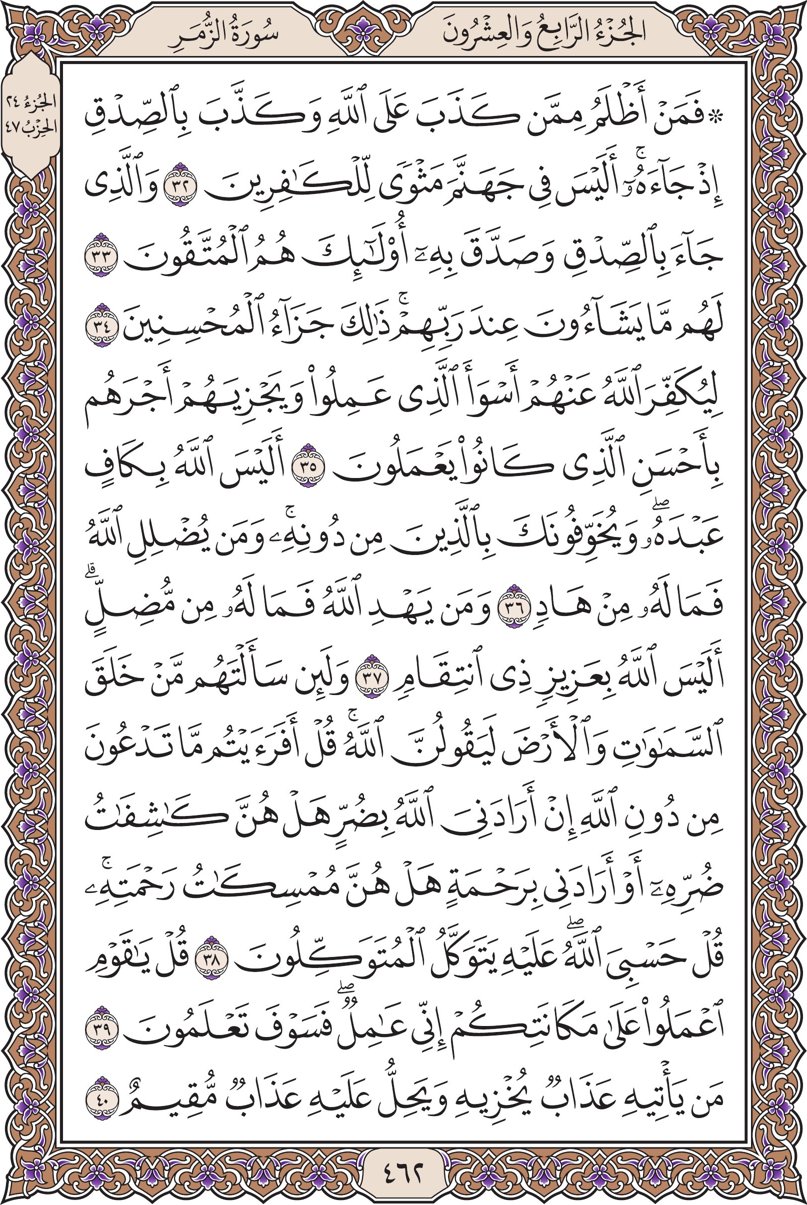 الجُزْءُ الرَّابِعُ وَالعِشْرُونَ
سُورَةُ الزُّمَرِ
الجزء ٢٤
الحزب ٤٧
۞ فَمَنۡ أَظۡلَمُ مِمَّن كَذَبَ عَلَى ٱللَّهِ وَكَذَّبَ بِٱلصِّدۡقِ
إِذۡ جَآءَهُۥٓۚ أَلَيۡسَ فِي جَهَنَّمَ مَثۡوٗى لِّلۡكَٰفِرِينَ ٣٢ وَٱلَّذِي
جَآءَ بِٱلصِّدۡقِ وَصَدَّقَ بِهِۦٓ أُوْلَٰٓئِكَ هُمُ ٱلۡمُتَّقُونَ ٣٣
لَهُم مَّا يَشَآءُونَ عِندَ رَبِّهِمۡۚ ذَٰلِكَ جَزَآءُ ٱلۡمُحۡسِنِينَ ٣٤
لِيُكَفِّرَ ٱللَّهُ عَنۡهُمۡ أَسۡوَأَ ٱلَّذِي عَمِلُواْ وَيَجۡزِيَهُمۡ أَجۡرَهُم
بِأَحۡسَنِ ٱلَّذِي كَانُواْ يَعۡمَلُونَ ٣٥ أَلَيۡسَ ٱللَّهُ بِكَافٍ
عَبۡدَهُۥۖ وَيُخَوِّفُونَكَ بِٱلَّذِينَ مِن دُونِهِۦۚ وَمَن يُضۡلِلِ ٱللَّهُ
فَمَا لَهُۥ مِنۡ هَادٖ ٣٦ وَمَن يَهۡدِ ٱللَّهُ فَمَا لَهُۥ مِن مُّضِلٍّۗ
أَلَيۡسَ ٱللَّهُ بِعَزِيزٖ ذِي ٱنتِقَامٖ ٣٧ وَلَئِن سَأَلۡتَهُم مَّنۡ خَلَقَ
ٱلسَّمَٰوَٰتِ وَٱلۡأَرۡضَ لَيَقُولُنَّ ٱللَّهُۚ قُلۡ أَفَرَءَيۡتُم مَّا تَدۡعُونَ
مِن دُونِ ٱللَّهِ إِنۡ أَرَادَنِيَ ٱللَّهُ بِضُرٍّ هَلۡ هُنَّ كَٰشِفَٰتُ
ضُرِّهِۦٓ أَوۡ أَرَادَنِي بِرَحۡمَةٍ هَلۡ هُنَّ مُمۡسِكَٰتُ رَحۡمَتِهِۦۚ
قُلۡ حَسۡبِيَ ٱللَّهُۖ عَلَيۡهِ يَتَوَكَّلُ ٱلۡمُتَوَكِّلُونَ ٣٨ قُلۡ يَٰقَوۡمِ
ٱعۡمَلُواْ عَلَىٰ مَكَانَتِكُمۡ إِنِّي عَٰمِلٞۖ فَسَوۡفَ تَعۡلَمُونَ ٣٩
مَن يَأۡتِيهِ عَذَابٞ يُخۡزِيهِ وَيَحِلُّ عَلَيۡهِ عَذَابٞ مُّقِيمٌ ٤٠
٤٦٢